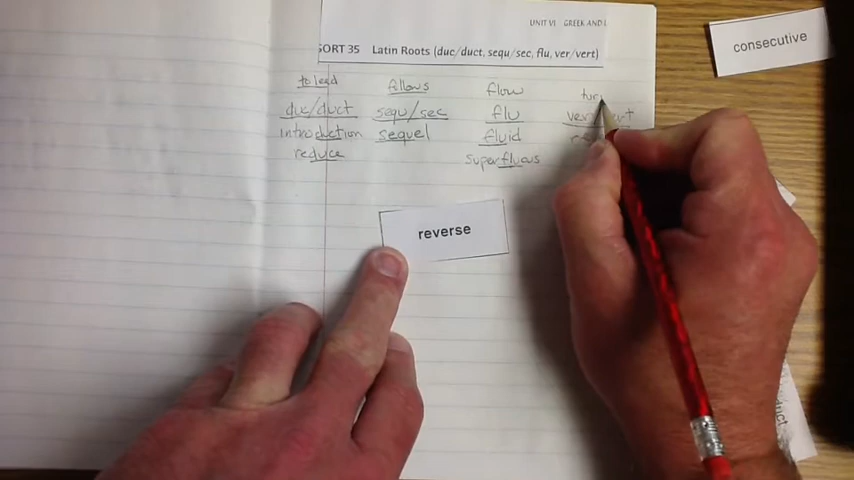 UNIT VI GREEK AND
SORT 35 Latin Roots (duc/duct, sequ/sec, flu, ver/vert)
consecutive
to lead follows flow tur
duc/duct sequ/sec flu
introduction sequel fluid
reduce superfluous
reverse